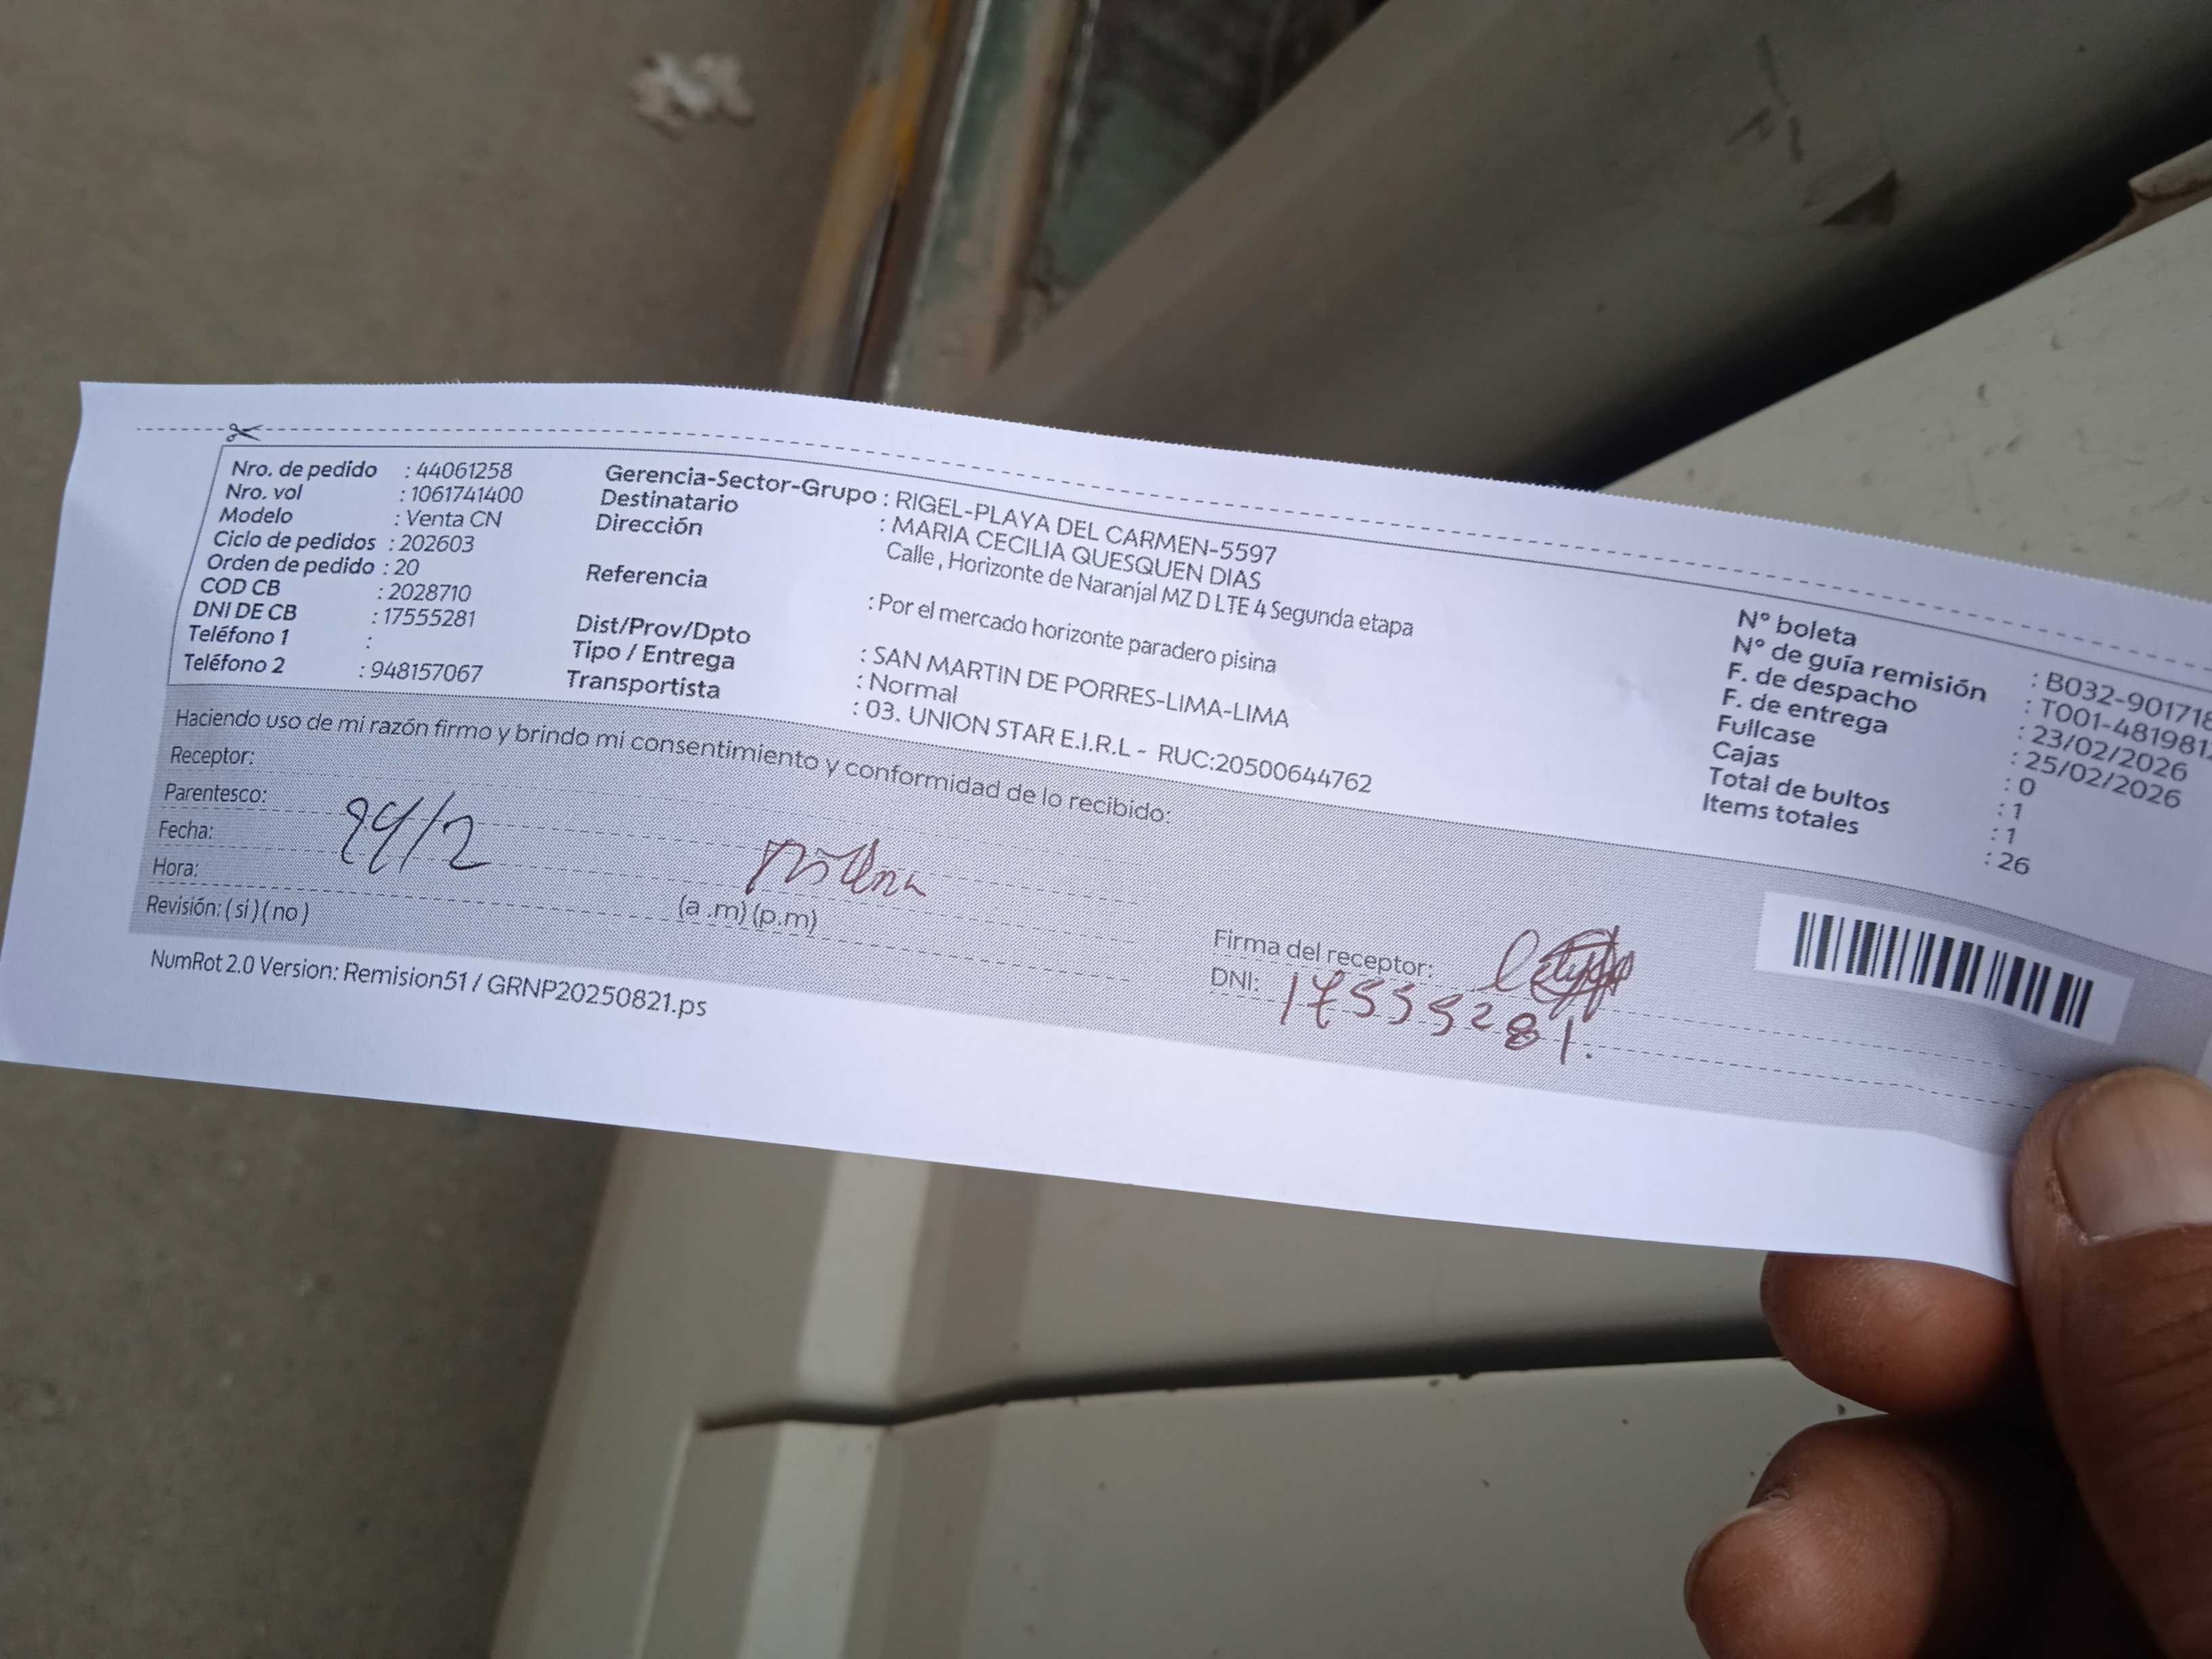 Nro. de pedido : 44061258
Nro. vol : 1061741400
Modelo : Venta CN
Ciclo de pedidos : 202603
Orden de pedido : 20
COD CB : 2028710
DNI DE CB : 17555281
Teléfono 1 :
Teléfono 2 : 948157067
Gerencia-Sector-Grupo : RIGEL-PLAYA DEL CARMEN-5597
Destinatario : MARIA CECILIA QUESQUEN DIAS
Dirección Calle , Horizonte de Naranjal MZ D LTE 4 Segunda etapa
Referencia : Por el mercado horizonte paradero pisina
Dist/Prov/Dpto : SAN MARTIN DE PORRES-LIMA-LIMA
Tipo / Entrega : Normal
Transportista : 03. UNION STAR E.I.R.L - RUC:20500644762
N° boleta : B032-901718
N° de guía remisión : T001-481981
F. de despacho : 23/02/2026
F. de entrega : 25/02/2026
Fullcase : 0
Cajas : 1
Total de bultos : 1
Items totales : 26
Haciendo uso de mi razón firmo y brindo mi consentimiento y conformidad de lo recibido:
Receptor:
Parentesco:
Fecha: 24/2
Hora: (a .m) (p.m)
Revisión: ( si ) ( no )
Firma del receptor:
DNI: 17555281.
NumRot 2.0 Version: Remision51 / GRNP20250821.ps